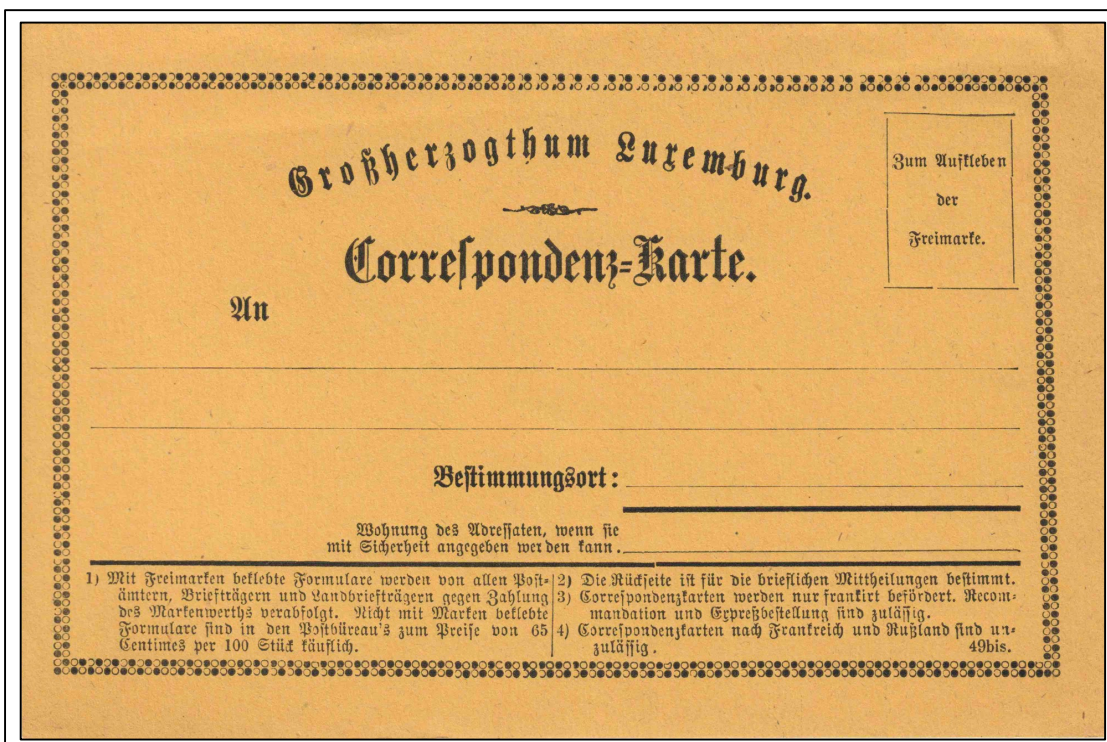 Großherzogthum Luxemburg.
Zum Aufkleben
der
Freimarke.
Correspondenz-Karte.
An
Bestimmungsort:
Wohnung des Adressaten, wenn sie
mit Sicherheit angegeben werden kann.
1) Mit Freimarken beklebte Formulare werden von allen Post-
ämtern, Briefträgern und Landbriefträgern gegen Zahlung
des Markenwerths verabfolgt. Nicht mit Marken beklebte
Formulare sind in den Postbüreau's zum Preise von 65
Centimes per 100 Stück käuflich.
2) Die Rückseite ist für die brieflichen Mittheilungen bestimmt.
3) Correspondenzkarten werden nur frankirt befördert. Recom-
mandation und Expreßbestellung sind zulässig.
4) Correspondenzkarten nach Frankreich und Rußland sind un-
zulässig. 49bis.